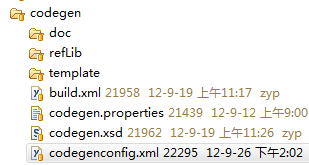 codegen
doc
refLib
template
build.xml 21958 12-9-19 上午11:17 zyp
codegen.properties 21439 12-9-12 上午9:00
codegen.xsd 21962 12-9-19 上午11:26 zyp
codegenconfig.xml 22295 12-9-26 下午2:02